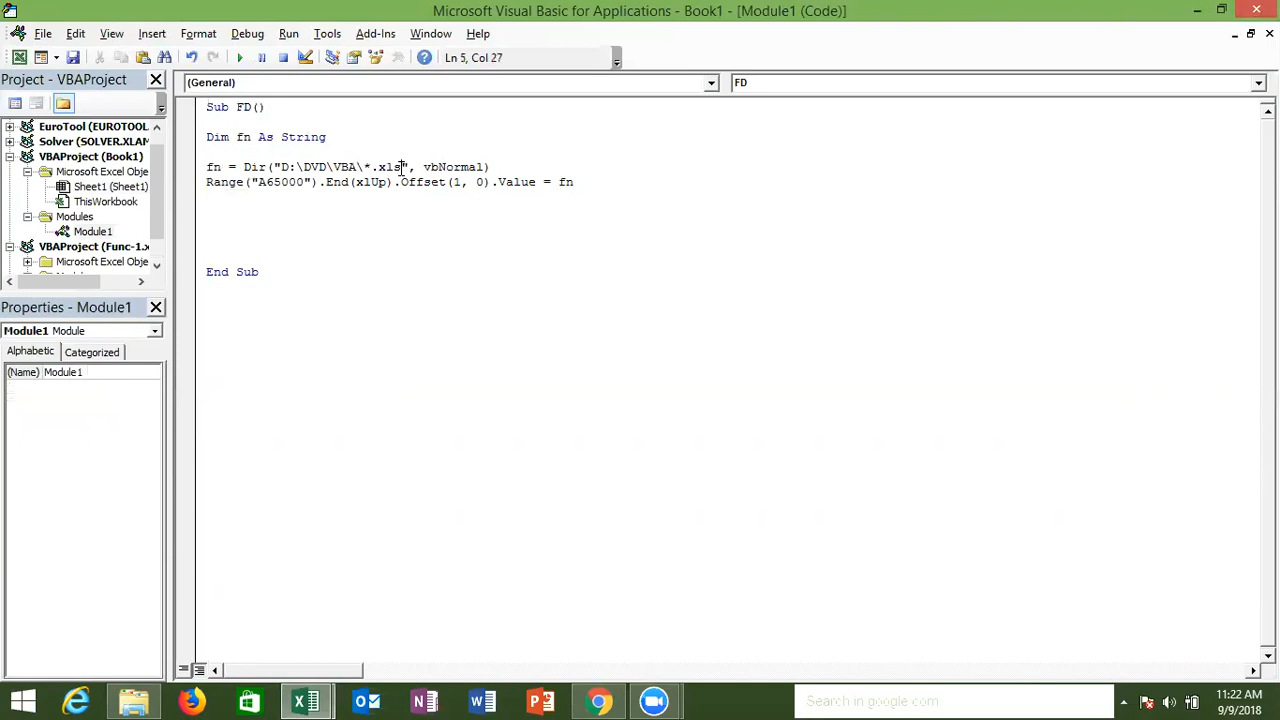 Microsoft Visual Basic for Applications - Book1 - [Module1 (Code)]
File Edit View Insert Format Debug Run Tools Add-Ins Window Help
Ln 5, Col 27
Project - VBAProject
(General)
FD
EuroTool (EUROTOOL.
Solver (SOLVER.XLAM)
VBAProject (Book1)
Microsoft Excel Obje
Sheet1 (Sheet1)
ThisWorkbook
Modules
Module1
VBAProject (Func-1.x
Microsoft Excel Obje
Sub FD()
Dim fn As String
fn = Dir("D:\DVD\VBA\*.xls", vbNormal)
Range("A65000").End(xlUp).Offset(1, 0).Value = fn
End Sub
Properties - Module1
Module1 Module
Alphabetic Categorized
(Name) Module1
Search in google.com
11:22 AM
9/9/2018